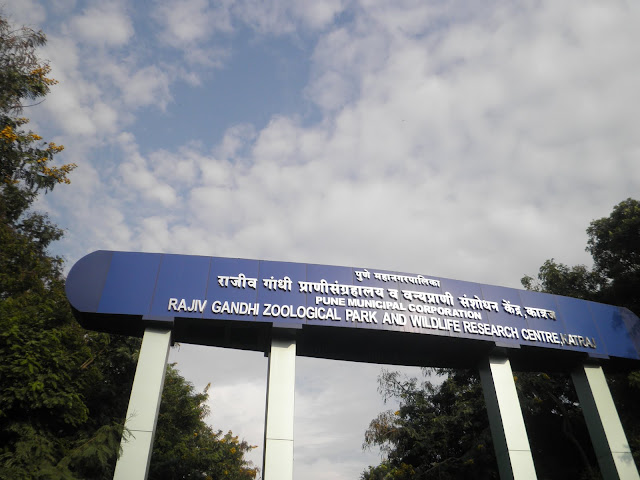 पुणे महानगरपालिका
राजीव गांधी प्राणीसंग्रहालय व वन्यप्राणी संशोधन केंद्र, कात्रज
PUNE MUNICIPAL CORPORATION
RAJIV GANDHI ZOOLOGICAL PARK AND WILDLIFE RESEARCH CENTRE, KATRAJ